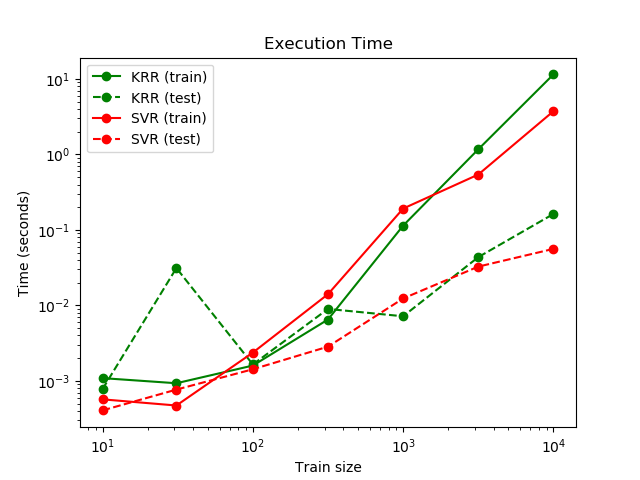 Execution Time
KRR (train)
KRR (test)
SVR (train)
SVR (test)
Time (seconds)
10¹
10⁰
10⁻¹
10⁻²
10⁻³
10¹
10²
10³
10⁴
Train size